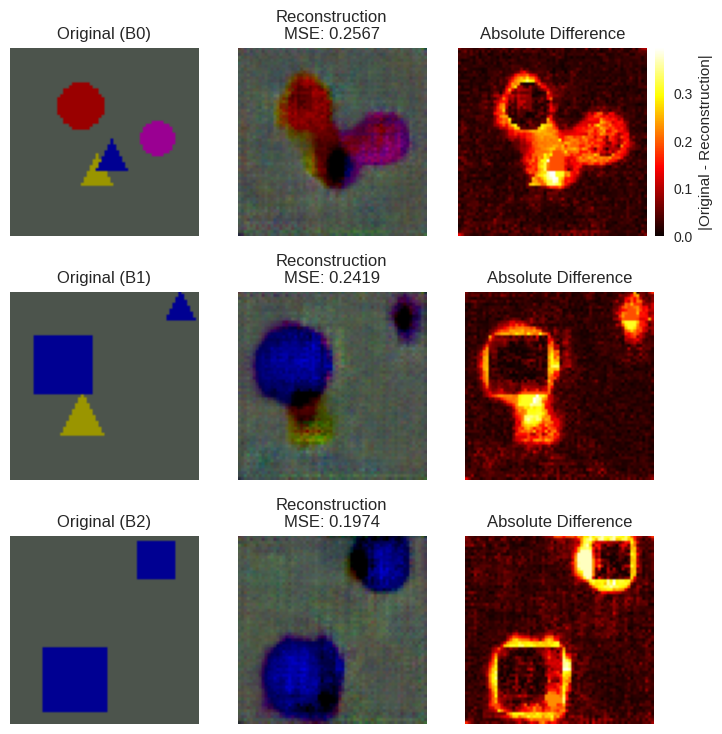 Original (B0)
Reconstruction
MSE: 0.2567
Absolute Difference
0.3
0.2
0.1
0.0
|Original - Reconstruction|
Original (B1)
Reconstruction
MSE: 0.2419
Absolute Difference
Original (B2)
Reconstruction
MSE: 0.1974
Absolute Difference